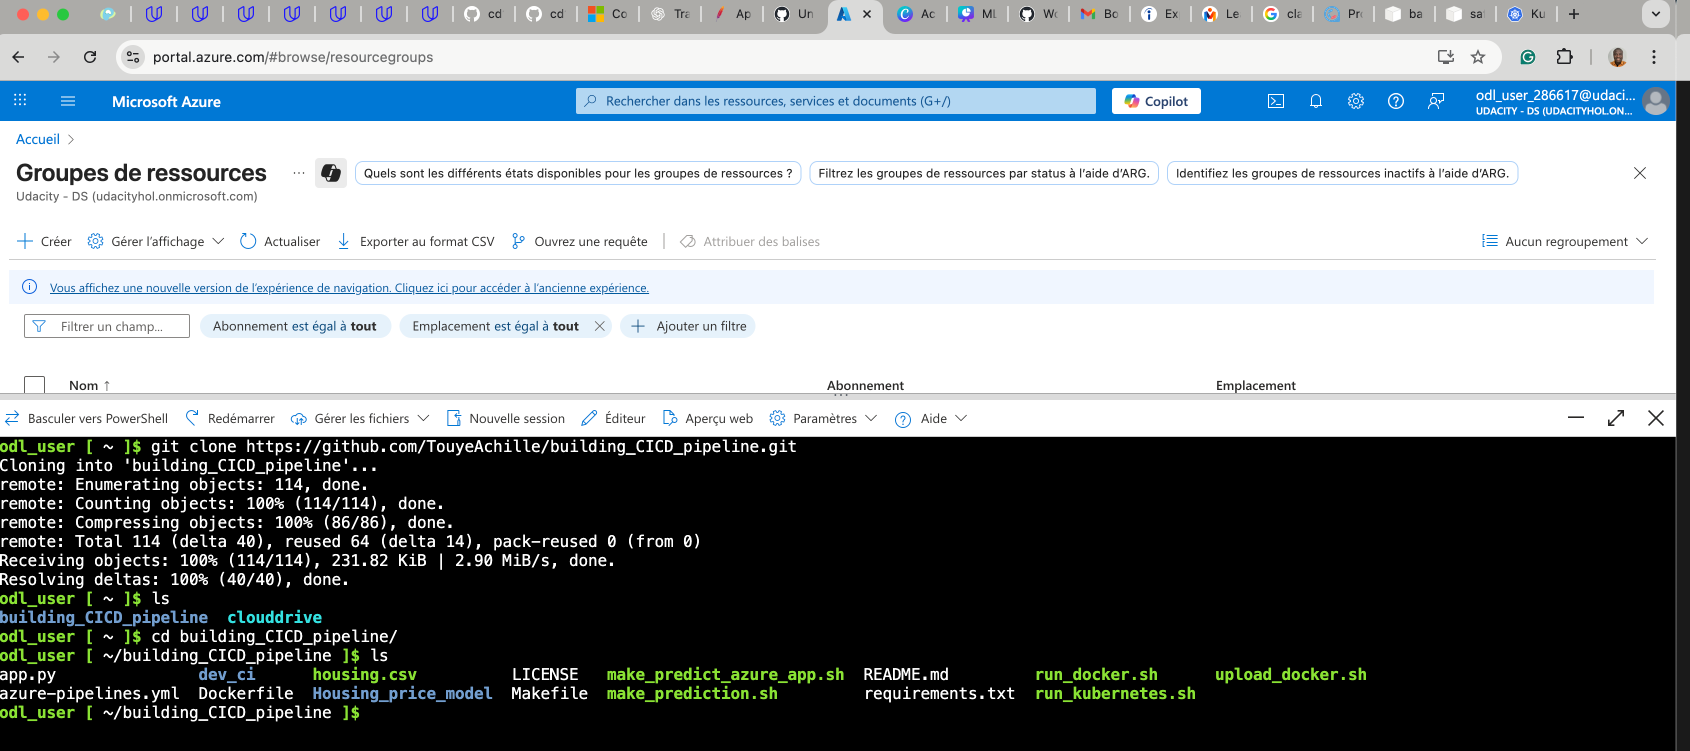 cd
cd
Co
Tra
Ap
Un
Ac
ML
Wo
Bo
Ex
Le
cla
Pro
ba
sa
Ku
portal.azure.com/#browse/resourcegroups
Microsoft Azure
Rechercher dans les ressources, services et documents (G+/)
Copilot
odl_user_286617@udaci...
UDACITY - DS (UDACITYHOL.ON...
Accueil
Groupes de ressources
Quels sont les différents états disponibles pour les groupes de ressources ?
Filtrez les groupes de ressources par status à l'aide d'ARG.
Identifiez les groupes de ressources inactifs à l'aide d'ARG.
Udacity - DS (udacityhol.onmicrosoft.com)
Créer
Gérer l'affichage
Actualiser
Exporter au format CSV
Ouvrez une requête
Attribuer des balises
Aucun regroupement
Vous affichez une nouvelle version de l'expérience de navigation. Cliquez ici pour accéder à l'ancienne expérience.
Filtrer un champ...
Abonnement est égal à tout
Emplacement est égal à tout
Ajouter un filtre
Nom ↑
Abonnement
Emplacement
Basculer vers PowerShell
Redémarrer
Gérer les fichiers
Nouvelle session
Éditeur
Aperçu web
Paramètres
Aide
odl_user [ ~ ]$ git clone https://github.com/TouyeAchille/building_CICD_pipeline.git
Cloning into 'building_CICD_pipeline'...
remote: Enumerating objects: 114, done.
remote: Counting objects: 100% (114/114), done.
remote: Compressing objects: 100% (86/86), done.
remote: Total 114 (delta 40), reused 64 (delta 14), pack-reused 0 (from 0)
Receiving objects: 100% (114/114), 231.82 KiB | 2.90 MiB/s, done.
Resolving deltas: 100% (40/40), done.
odl_user [ ~ ]$ ls
building_CICD_pipeline  clouddrive
odl_user [ ~ ]$ cd building_CICD_pipeline/
odl_user [ ~/building_CICD_pipeline ]$ ls
app.py  dev_ci  housing.csv  LICENSE  make_predict_azure_app.sh  README.md  run_docker.sh  upload_docker.sh
azure-pipelines.yml  Dockerfile  Housing_price_model  Makefile  make_prediction.sh  requirements.txt  run_kubernetes.sh
odl_user [ ~/building_CICD_pipeline ]$